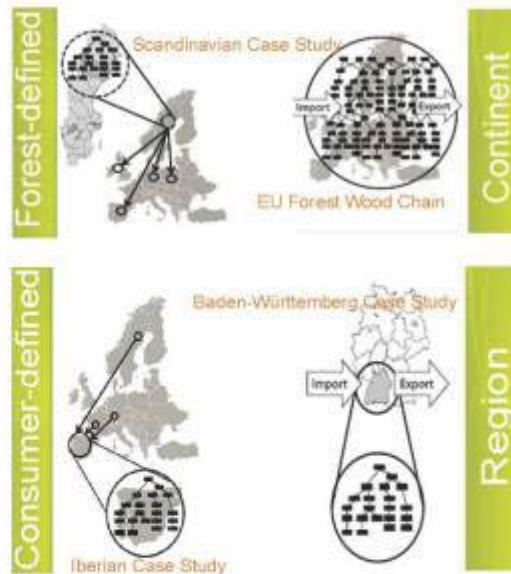 Forest-defined
Scandinavian Case Study
Import
Export
EU Forest Wood Chain
Continent
Consumer-defined
Baden-Württemberg Case Study
Import
Export
Iberian Case Study
Region